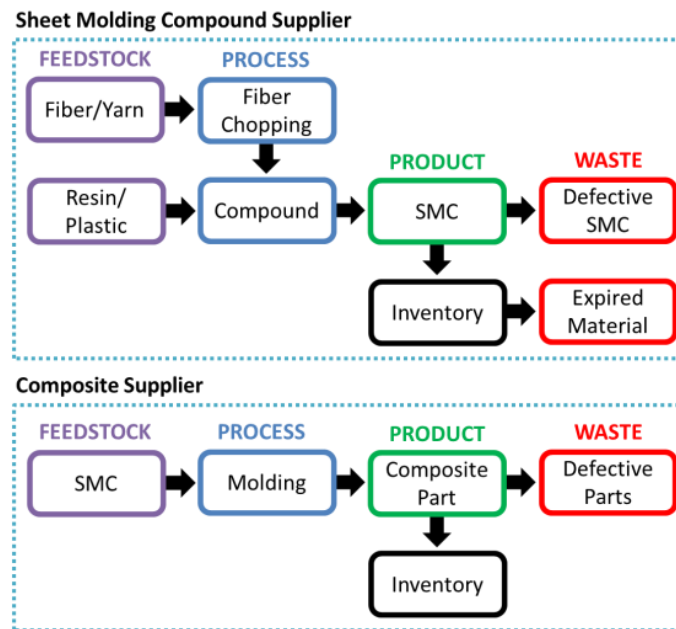 Sheet Molding Compound Supplier
FEEDSTOCK
PROCESS
Fiber/Yarn
Fiber
Chopping
PRODUCT
WASTE
Resin/
Plastic
Compound
SMC
Defective
SMC
Inventory
Expired
Material
Composite Supplier
FEEDSTOCK
PROCESS
PRODUCT
WASTE
SMC
Molding
Composite
Part
Defective
Parts
Inventory